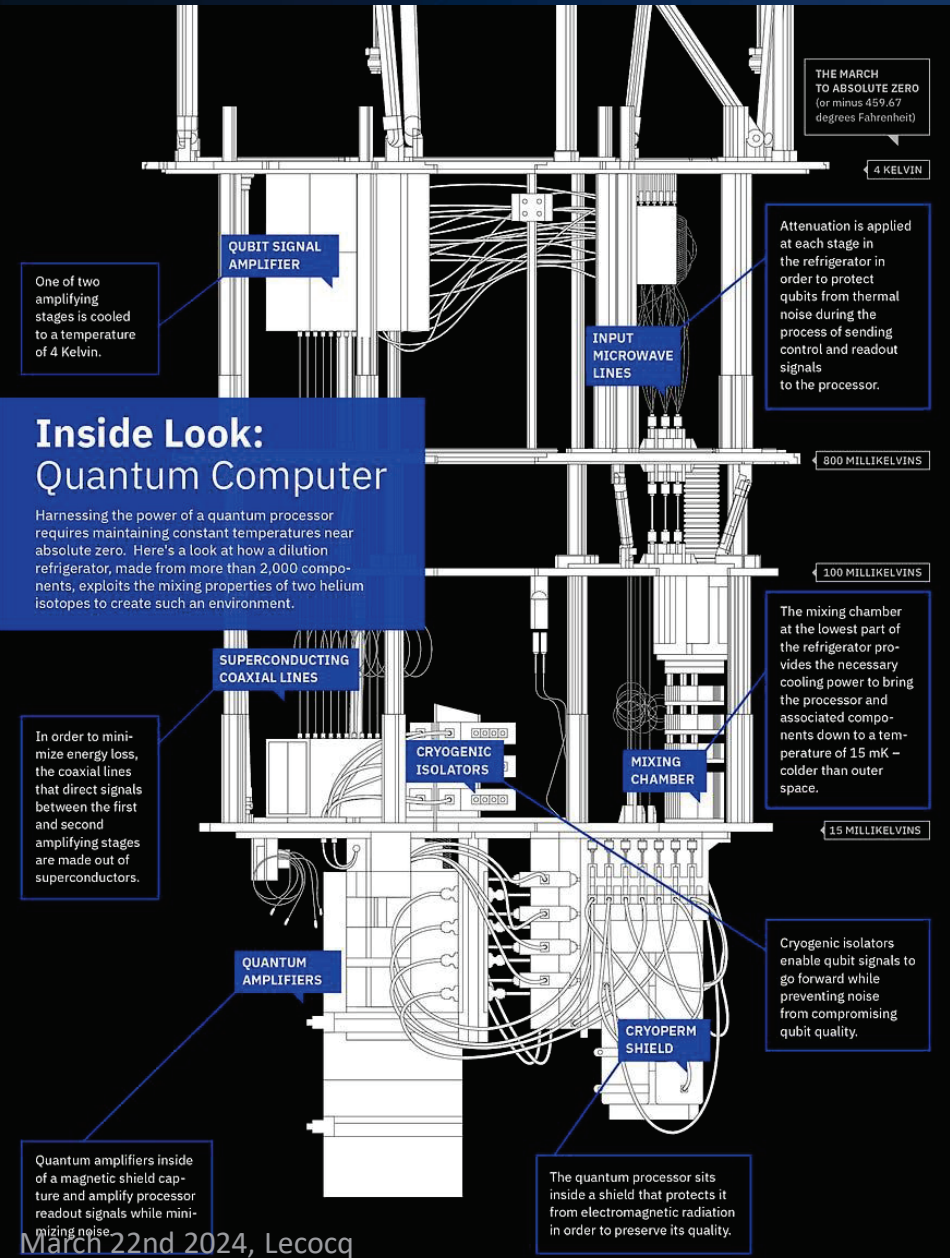 THE MARCH
TO ABSOLUTE ZERO
(or minus 459.67
degrees Fahrenheit)
4 KELVIN
QUBIT SIGNAL
AMPLIFIER
One of two
amplifying
stages is cooled
to a temperature
of 4 Kelvin.
Attenuation is applied
at each stage in
the refrigerator in
order to protect
qubits from thermal
noise during the
process of sending
control and readout
signals
to the processor.
INPUT
MICROWAVE
LINES
Inside Look:
Quantum Computer
Harnessing the power of a quantum processor
requires maintaining constant temperatures near
absolute zero. Here's a look at how a dilution
refrigerator, made from more than 2,000 compo-
nents, exploits the mixing properties of two helium
isotopes to create such an environment.
800 MILLIKELVINS
100 MILLIKELVINS
The mixing chamber
at the lowest part of
the refrigerator pro-
vides the necessary
cooling power to bring
the processor and
associated compo-
nents down to a tem-
perature of 15 mK –
colder than outer
space.
SUPERCONDUCTING
COAXIAL LINES
In order to mini-
mize energy loss,
the coaxial lines
that direct signals
between the first
and second
amplifying stages
are made out of
superconductors.
CRYOGENIC
ISOLATORS
MIXING
CHAMBER
15 MILLIKELVINS
Cryogenic isolators
enable qubit signals to
go forward while
preventing noise
from compromising
qubit quality.
QUANTUM
AMPLIFIERS
CRYOPERM
SHIELD
Quantum amplifiers inside
of a magnetic shield cap-
ture and amplify processor
readout signals while mini-
mizing noise.
The quantum processor sits
inside a shield that protects it
from electromagnetic radiation
in order to preserve its quality.
March 22nd 2024, Lecocq